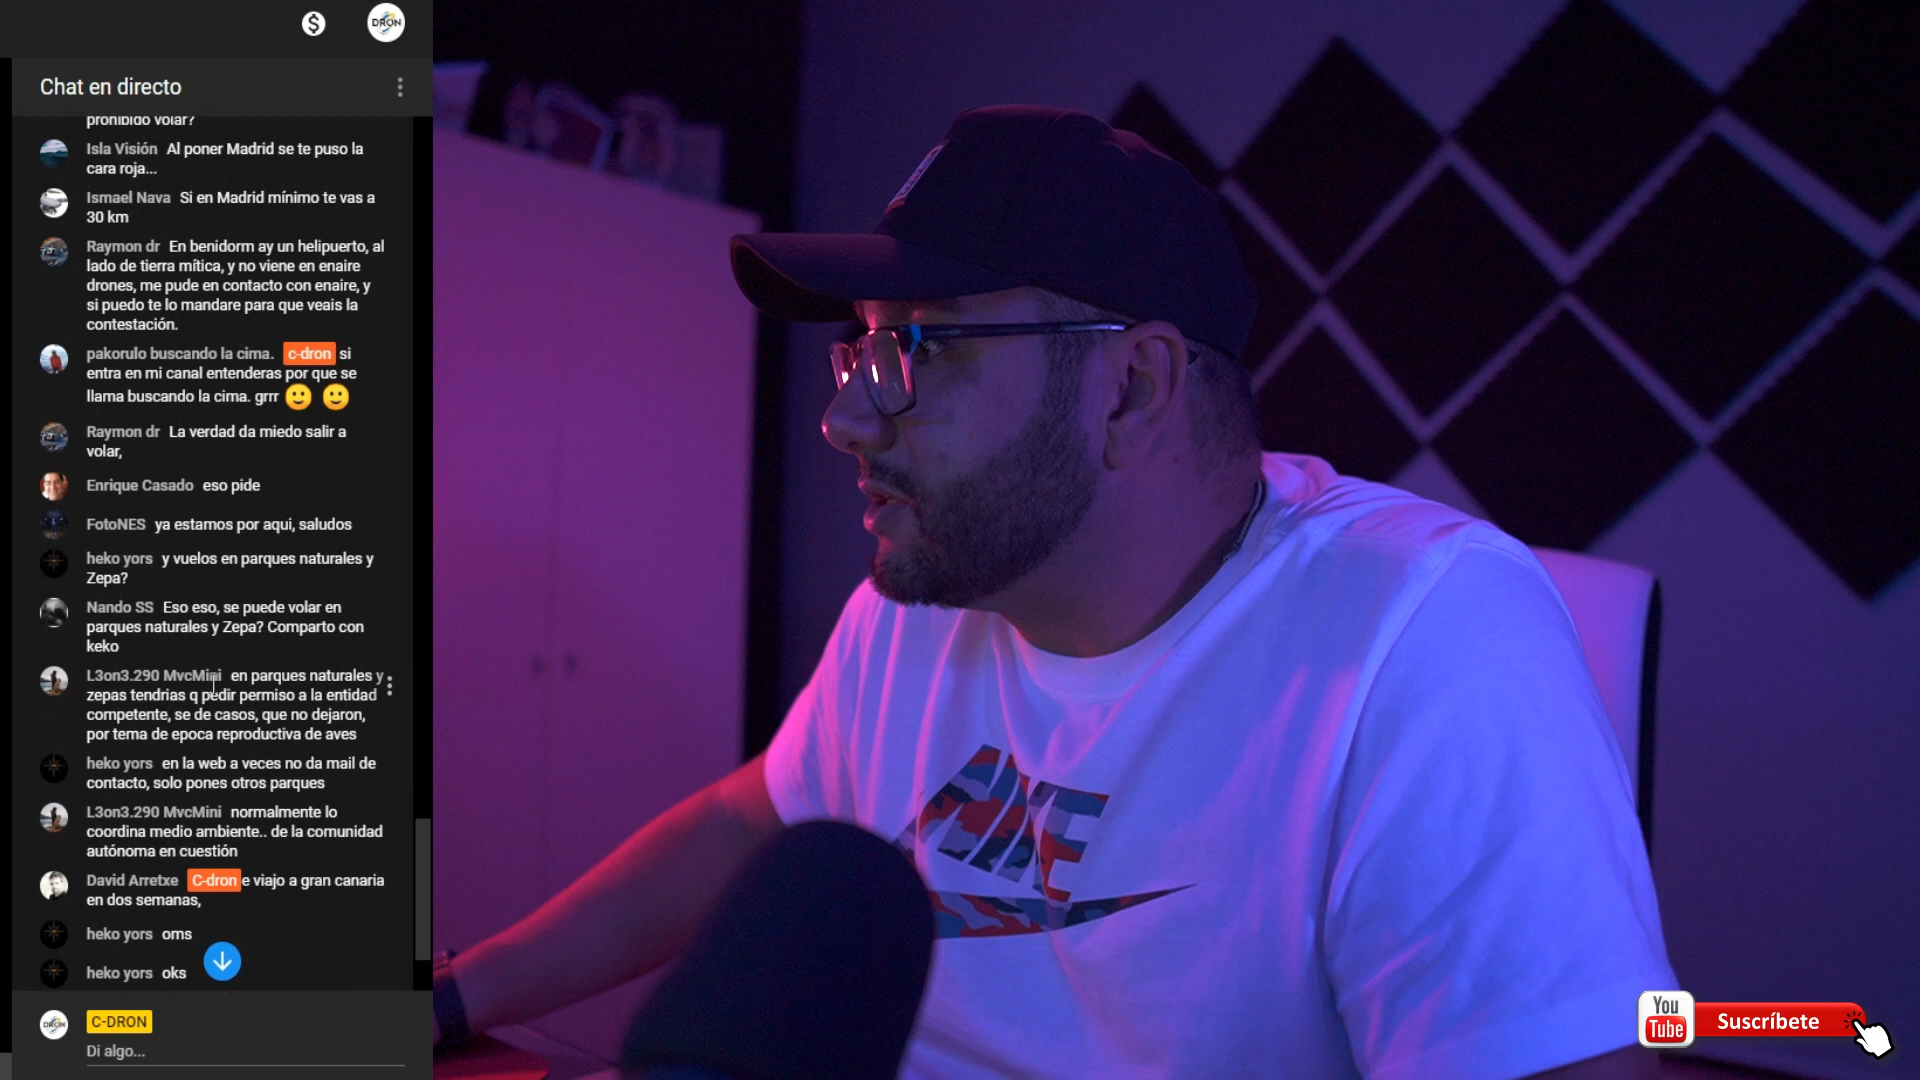 $
DRON
Chat en directo
prohibido volar?
Isla Visión Al poner Madrid se te puso la
cara roja...
Ismael Nava Si en Madrid mínimo te vas a
30 km
Raymon dr En benidorm ay un helipuerto, al
lado de tierra mítica, y no viene en enaire
drones, me pude en contacto con enaire, y
si puedo te lo mandare para que veais la
contestación.
pakorulo buscando la cima. c-dron si
entra en mi canal entenderas por que se
llama buscando la cima. grrr 🙂 🙂
Raymon dr La verdad da miedo salir a
volar,
Enrique Casado eso pide
FotoNES ya estamos por aqui, saludos
heko yors y vuelos en parques naturales y
Zepa?
Nando SS Eso eso, se puede volar en
parques naturales y Zepa? Comparto con
keko
L3on3.290 MvcMini en parques naturales y
zepas tendrias q pedir permiso a la entidad
competente, se de casos, que no dejaron,
por tema de epoca reproductiva de aves
heko yors en la web a veces no da mail de
contacto, solo pones otros parques
L3on3.290 MvcMini normalmente lo
coordina medio ambiente.. de la comunidad
autónoma en cuestión
David Arretxe C-dron e viajo a gran canaria
en dos semanas,
heko yors oms
heko yors oks
DRON
C-DRON
Di algo...
You
Tube
Suscríbete